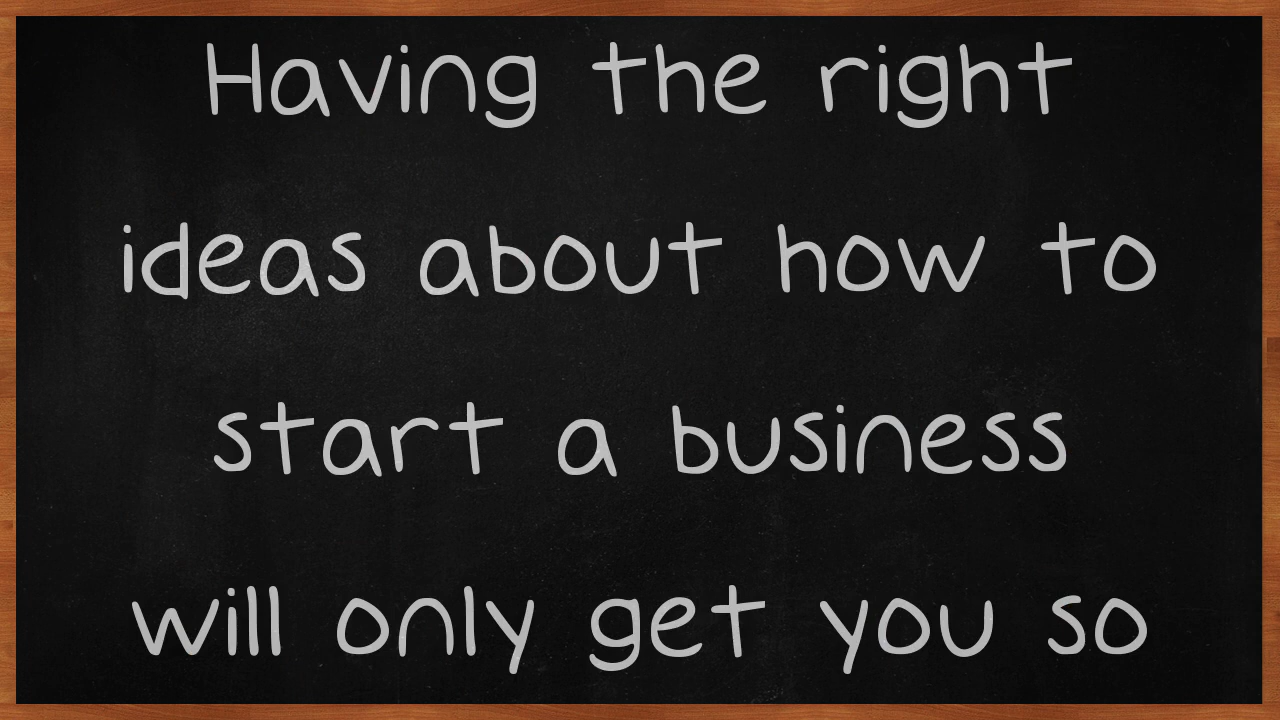 Having the right
ideas about how to
start a business
will only get you so